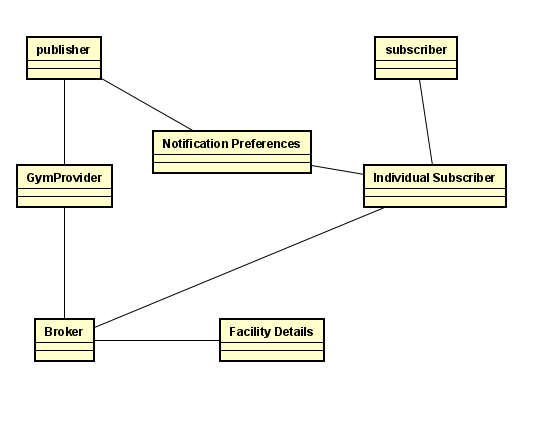 publisher
subscriber
Notification Preferences
GymProvider
Individual Subscriber
Broker
Facility Details